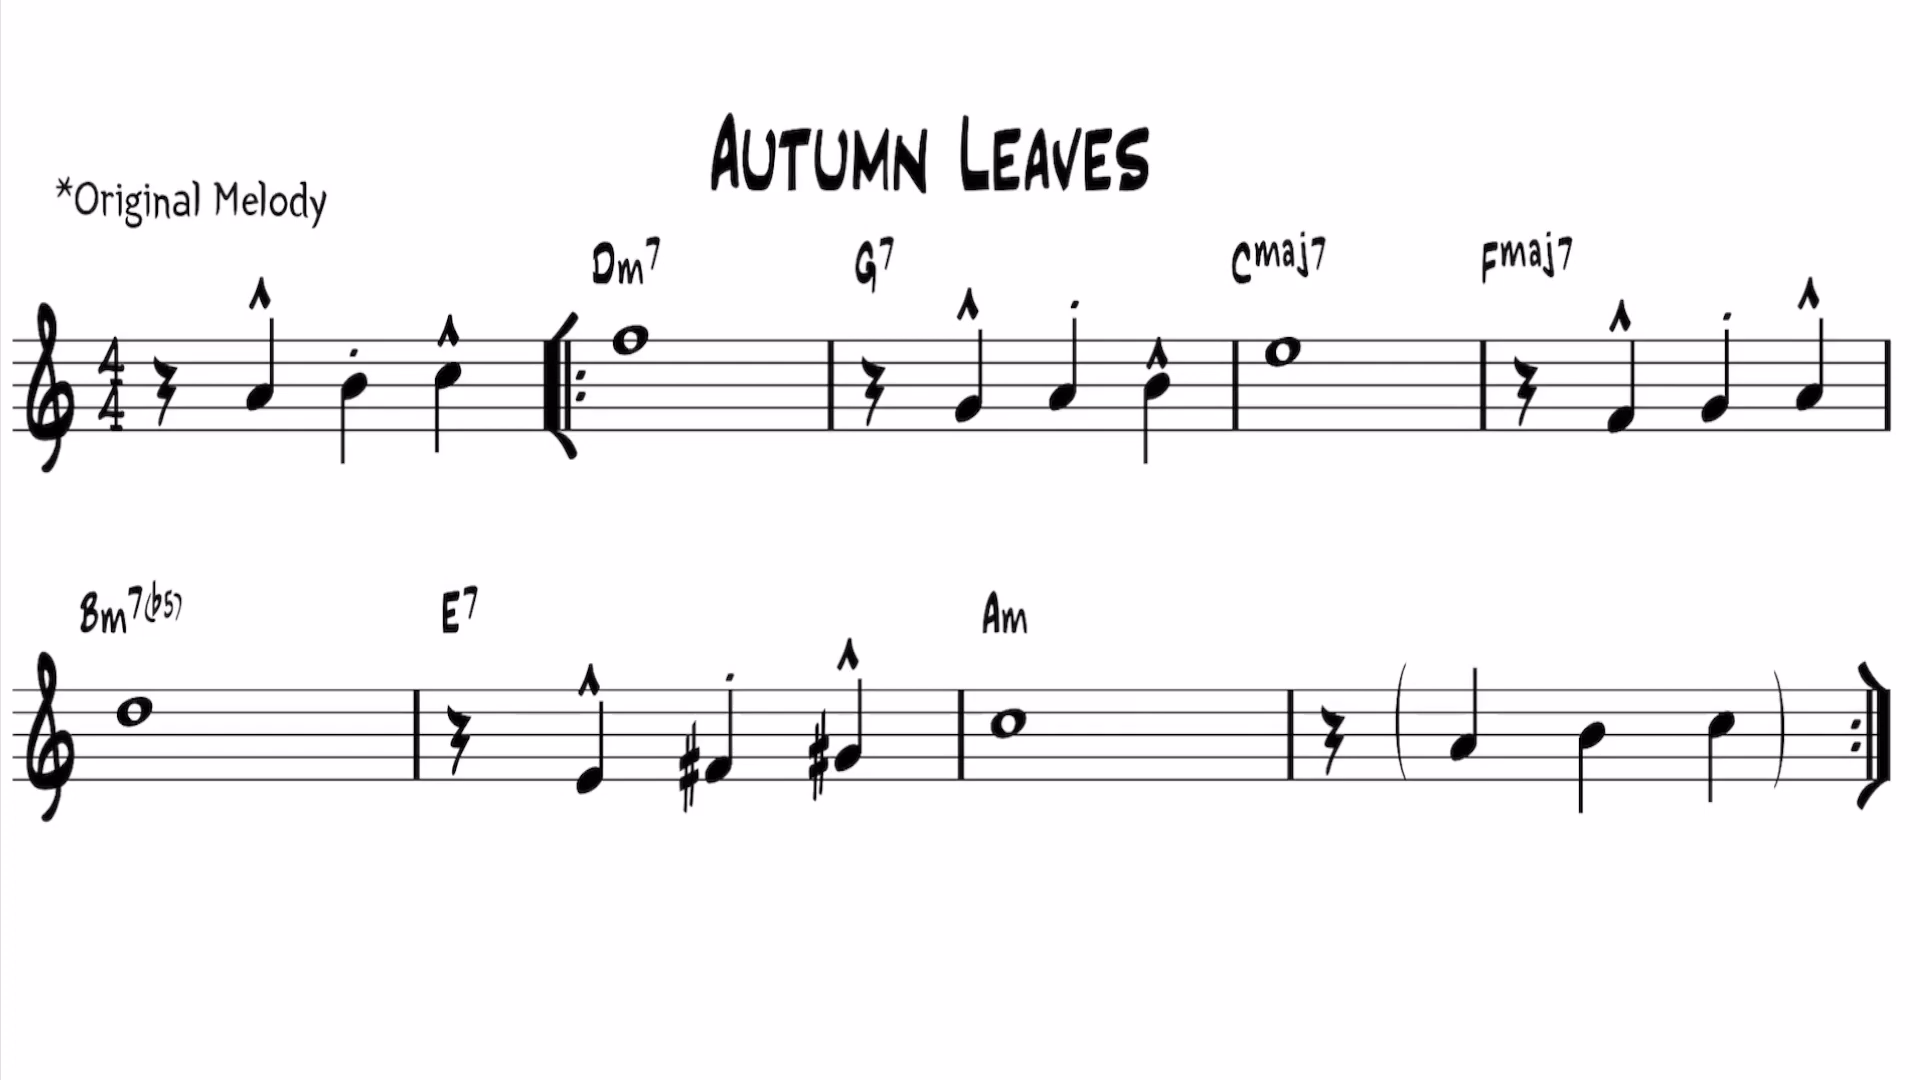 AUTUMN LEAVES
*Original Melody
Dm7 G7 Cmaj7 Fmaj7
4
4
Bm7(b5) E7 Am